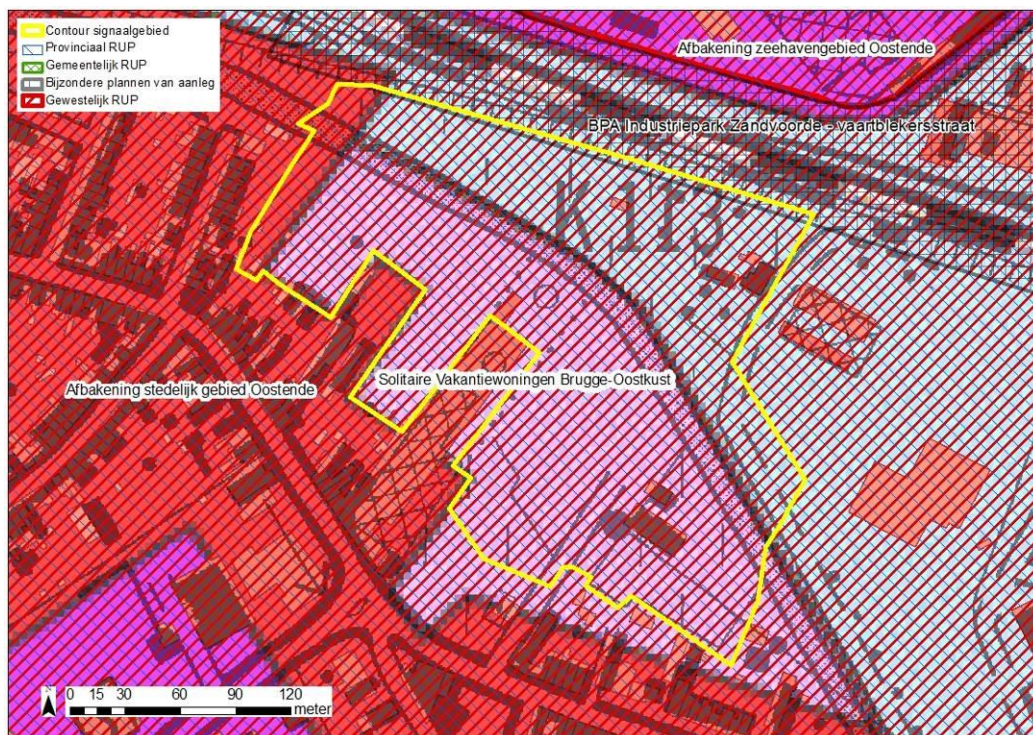 Contour signaalgebied
Provinciaal RUP
Gemeentelijk RUP
Bijzondere plannen van aanleg
Gewestelijk RUP
Afbakening zeehavengebied Oostende
BPA Industriepark Zandvoorde - vaartblekersstraat
K1T3
Solitaire Vakantiewoningen Brugge-Oostkust
Afbakening stedelijk gebied Oostende
N
0 15 30 60 90 120
meter